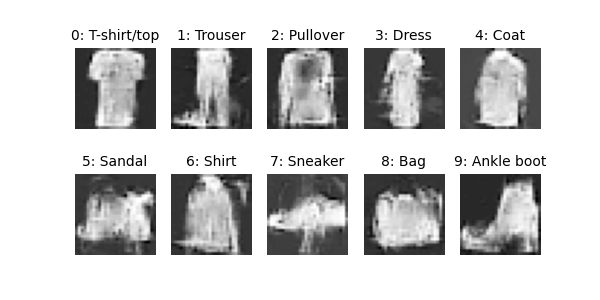 0: T-shirt/top 1: Trouser 2: Pullover 3: Dress 4: Coat
5: Sandal 6: Shirt 7: Sneaker 8: Bag 9: Ankle boot